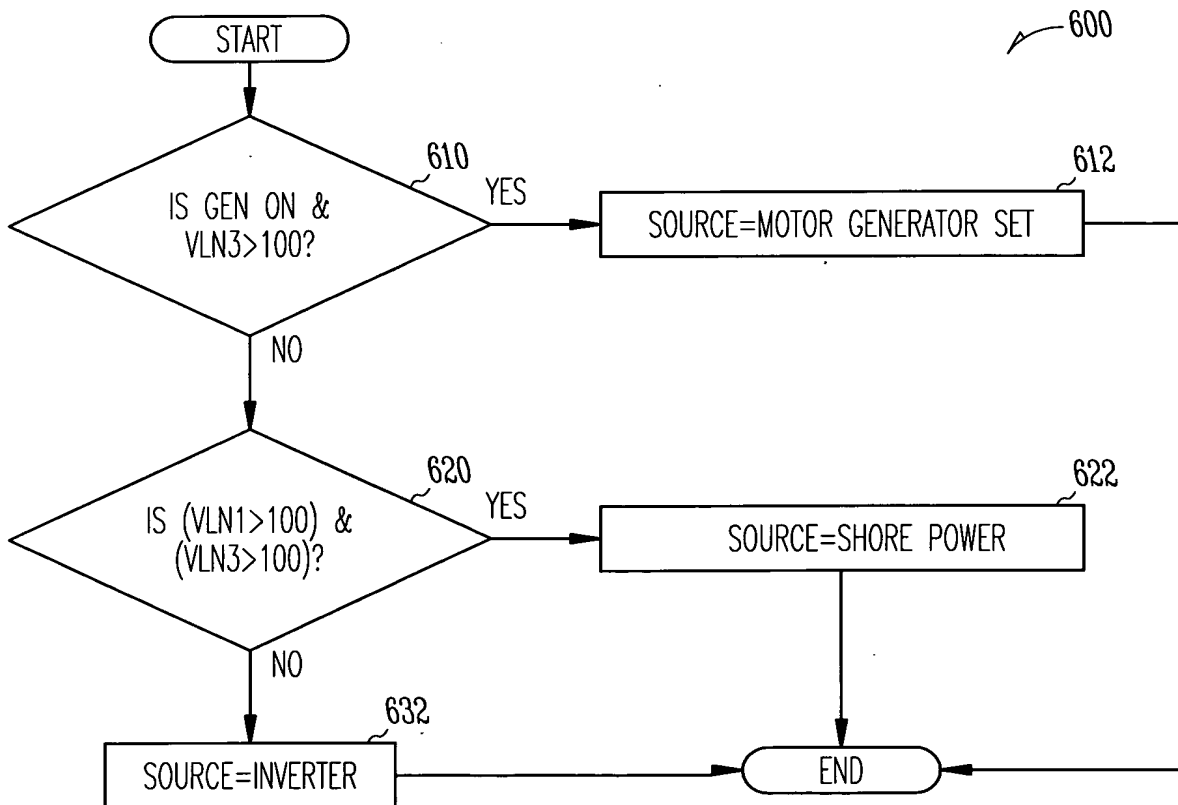 START
600
610
IS GEN ON &
VLN3>100?
YES
612
SOURCE=MOTOR GENERATOR SET
NO
620
IS (VLN1>100) &
(VLN3>100)?
YES
622
SOURCE=SHORE POWER
NO
632
SOURCE=INVERTER
END